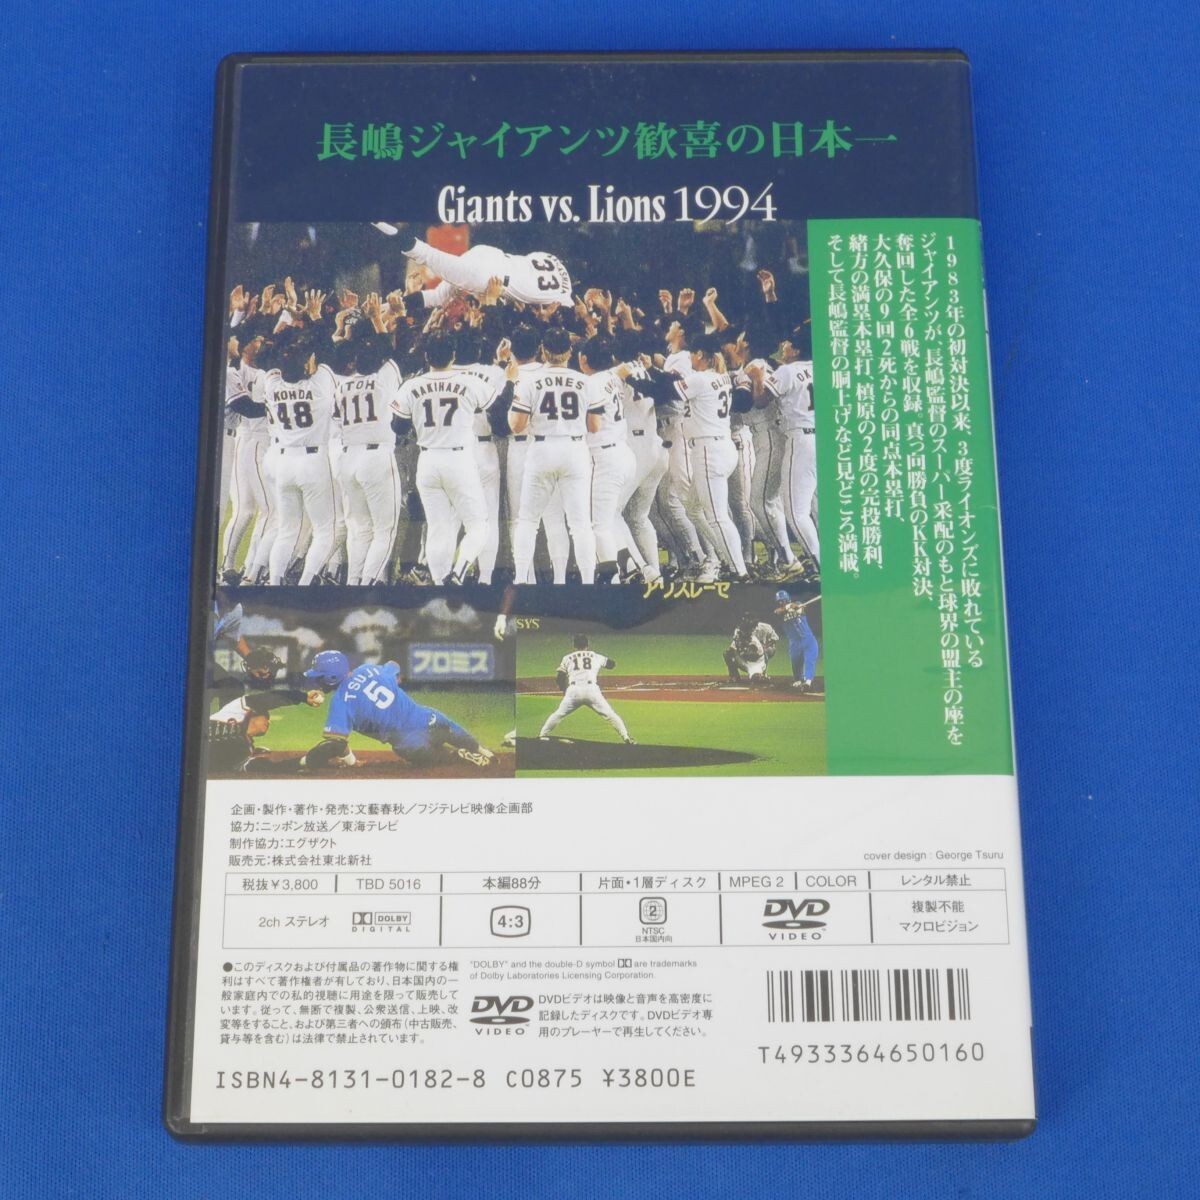 長嶋ジャイアンツ歓喜の日本一
Giants vs. Lions 1994
1983年の初対決以来、3度ライオンズに敗れている
ジャイアンツが、長嶋監督のスーパー采配のもと球界の盟主の座を
奪回した全6戦を収録。真っ向勝負のKK対決、
大久保の9回2死からの同点本塁打、
緒方の満塁本塁打、槙原の2度の完投勝利、
そして長嶋監督の胴上げなど見どころ満載。
33
KOHDA
48
ITOH
111
MAKIHARA
17
JONES
49
アリスレーゼ
プロミス
TSUJI
5
SYS
18
企画・製作・著作・発売：文藝春秋／フジテレビ映像企画部
協力：ニッポン放送／東海テレビ
制作協力：エグザクト
販売元：株式会社東北新社
cover design : George Tsuru
税抜￥3,800 TBD 5016 本編88分 片面・1層ディスク MPEG 2 COLOR レンタル禁止
2ch ステレオ DOLBY DIGITAL 4:3 2 NTSC 日本国内向 DVD VIDEO 複製不能 マクロビジョン
●このディスクおよび付属品の著作物に関する権
利はすべて著作権者が有しており、日本国内の一
般家庭内での私的視聴に用途を限って販売して
います。従って、無断で複製、公衆送信、上映、改
変等をすること、および第三者への頒布（中古販売、
貸与等を含む）は法律で禁止されています。
"DOLBY" and the double-D symbol are trademarks
of Dolby Laboratories Licensing Corporation.
DVD VIDEO
DVDビデオは映像と音声を高密度に
記録したディスクです。DVDビデオ専
用のプレーヤーで再生してください。
T4933364650160
ISBN4-8131-0182-8 C0875 ¥3800E